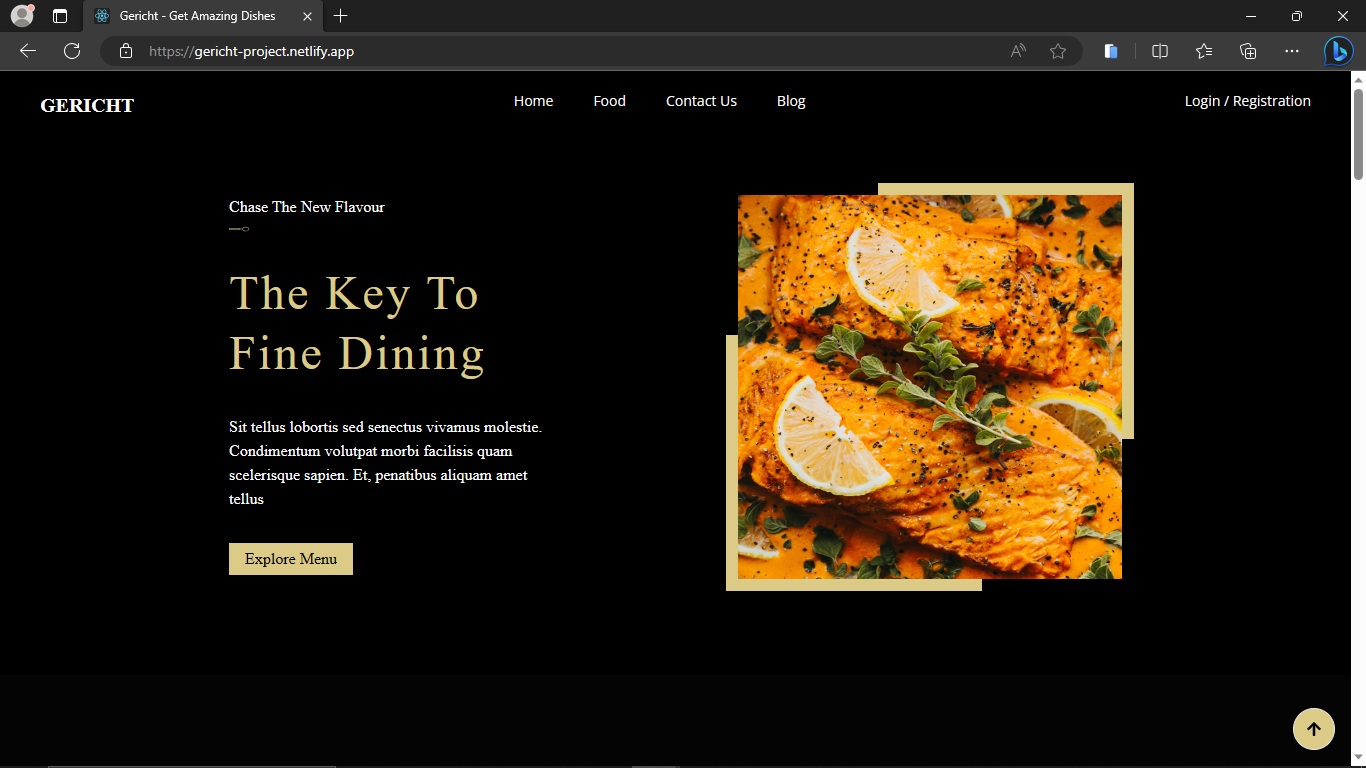 Gericht - Get Amazing Dishes
https://gericht-project.netlify.app
GERICHT
Home
Food
Contact Us
Blog
Login / Registration
Chase The New Flavour
The Key To
Fine Dining
Sit tellus lobortis sed senectus vivamus molestie.
Condimentum volutpat morbi facilisis quam
scelerisque sapien. Et, penatibus aliquam amet
tellus
Explore Menu